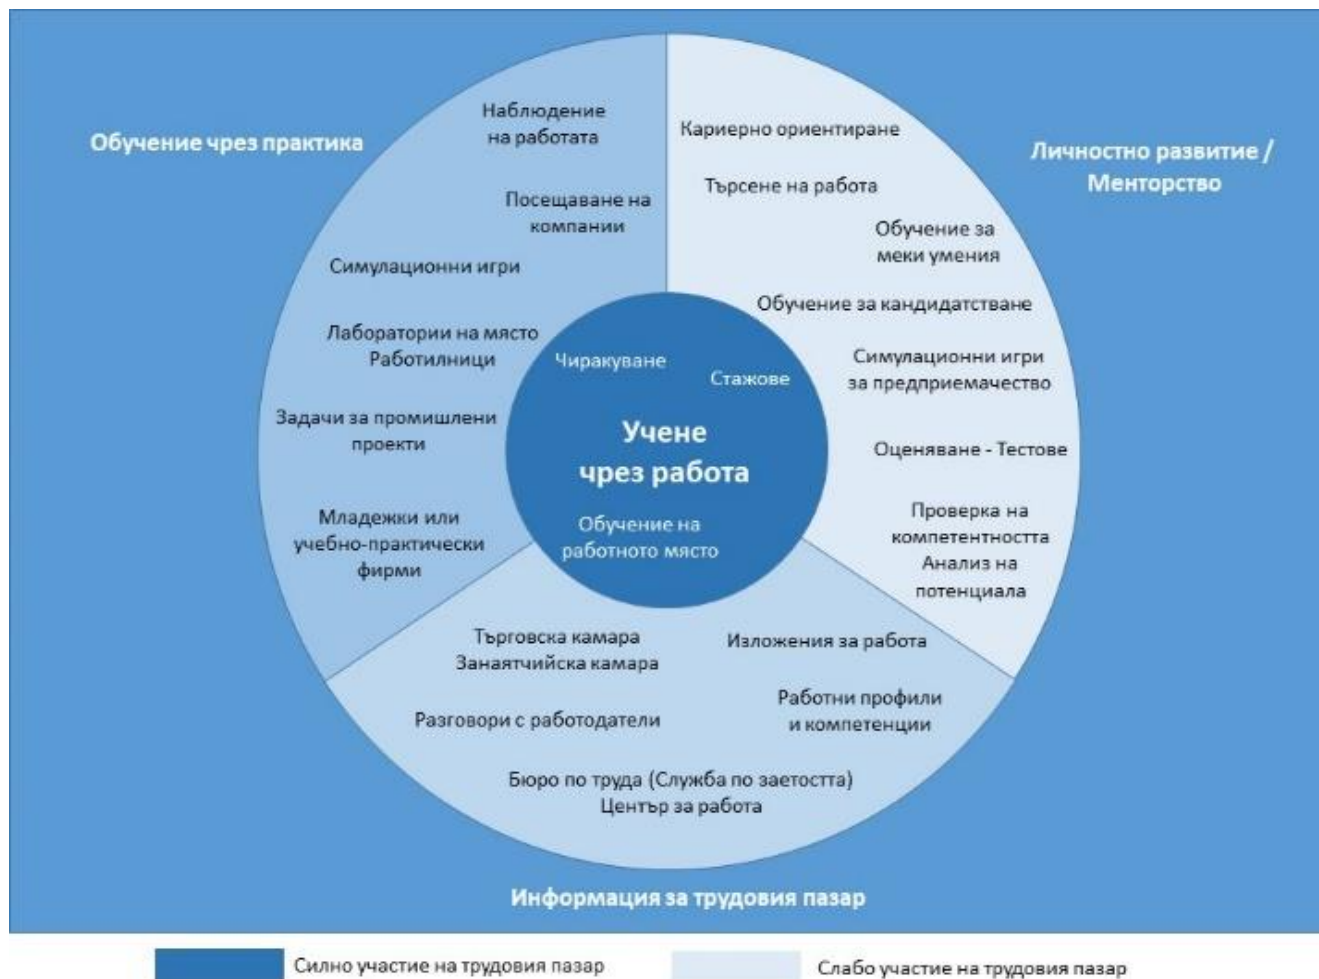 Обучение чрез практика
Наблюдение
на работата
Посещаване на
компании
Симулационни игри
Лаборатории на място
Работилници
Задачи за промишлени
проекти
Младежки или
учебно-практически
фирми
Личностно развитие /
Менторство
Кариерно ориентиране
Търсене на работа
Обучение за
меки умения
Обучение за кандидатстване
Симулационни игри
за предприемачество
Оценяване - Тестове
Проверка на
компетентността
Анализ на
потенциала
Чиракуване
Стажове
Учене
чрез работа
Обучение на
работното място
Търговска камара
Занаятчийска камара
Изложения за работа
Разговори с работодатели
Работни профили
и компетенции
Бюро по труда (Служба по заетостта)
Център за работа
Информация за трудовия пазар
Силно участие на трудовия пазар
Слабо участие на трудовия пазар